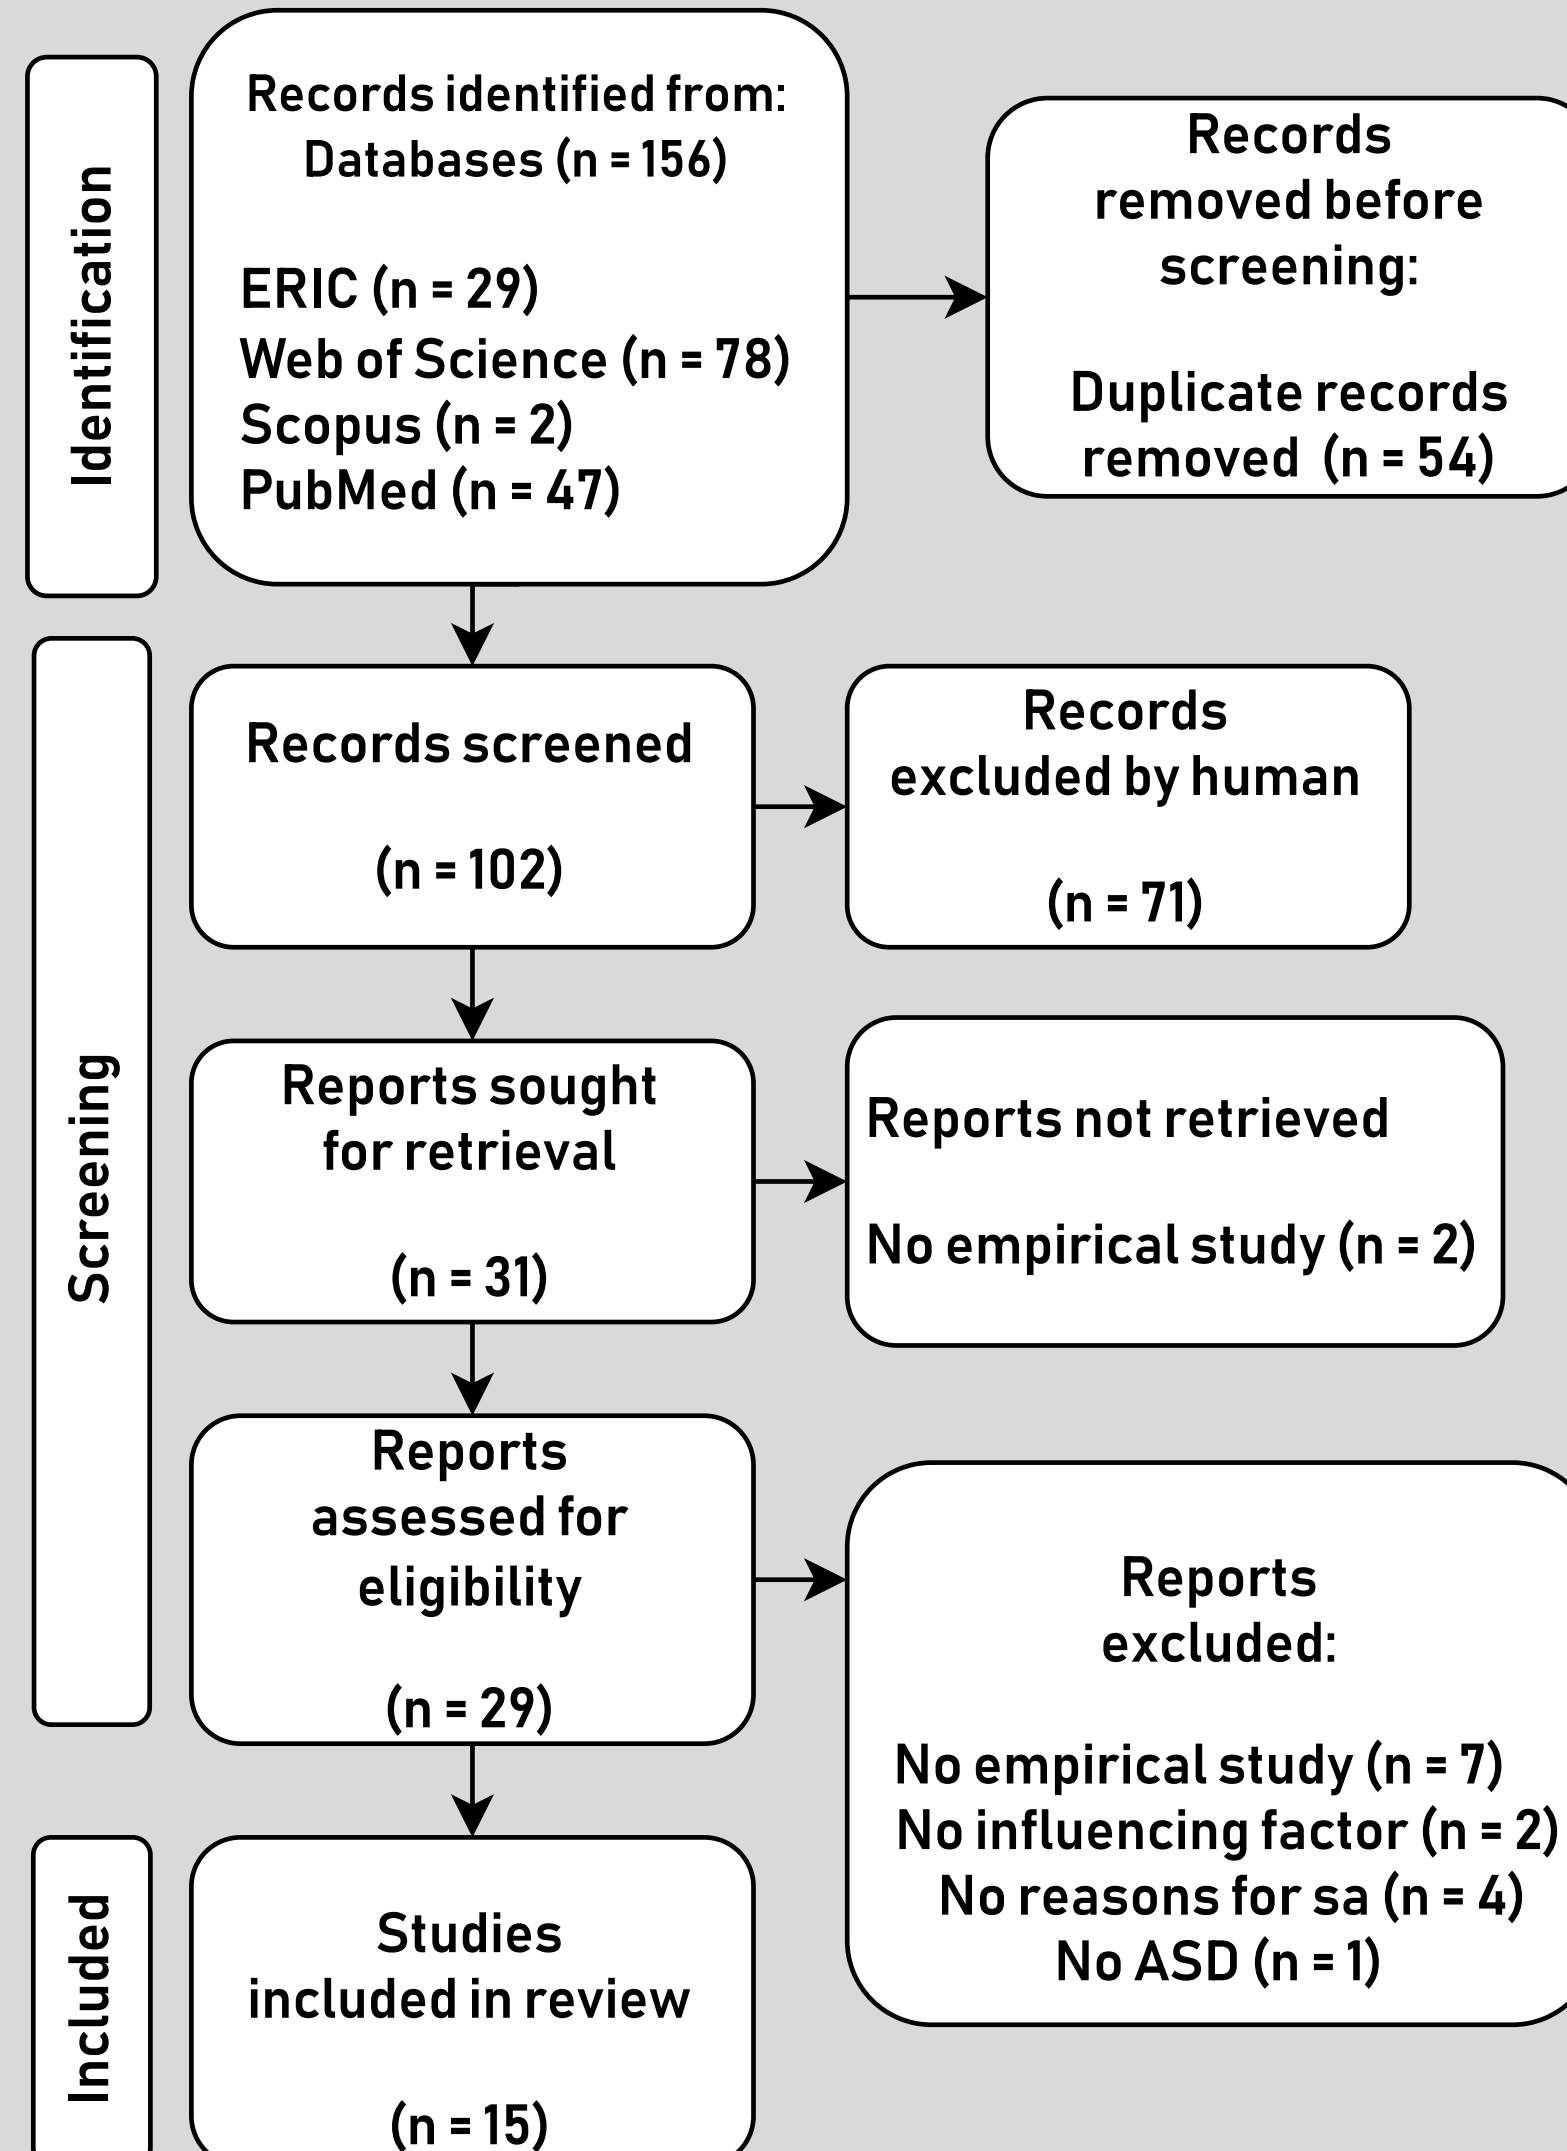 Identification
Records identified from:
Databases (n = 156)
ERIC (n = 29)
Web of Science (n = 78)
Scopus (n = 2)
PubMed (n = 47)
Records
removed before
screening:
Duplicate records
removed (n = 54)
Screening
Records screened
(n = 102)
Records
excluded by human
(n = 71)
Reports sought
for retrieval
(n = 31)
Reports not retrieved
No empirical study (n = 2)
Reports
assessed for
eligibility
(n = 29)
Reports
excluded:
No empirical study (n = 7)
No influencing factor (n = 2)
No reasons for sa (n = 4)
No ASD (n = 1)
Included
Studies
included in review
(n = 15)